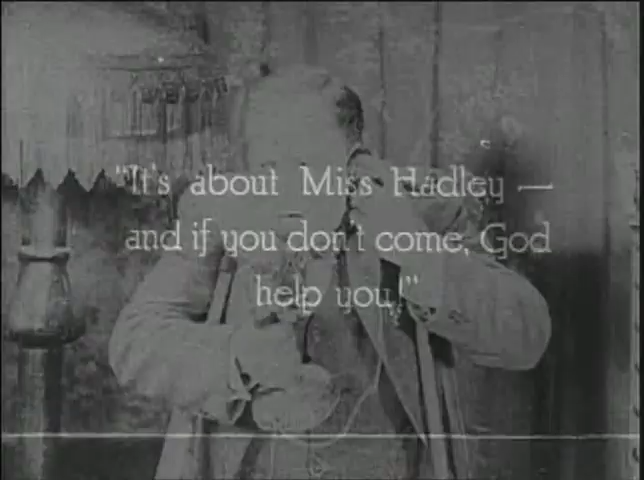 "It's about Miss Hadley —
and if you don't come, God
help you!"